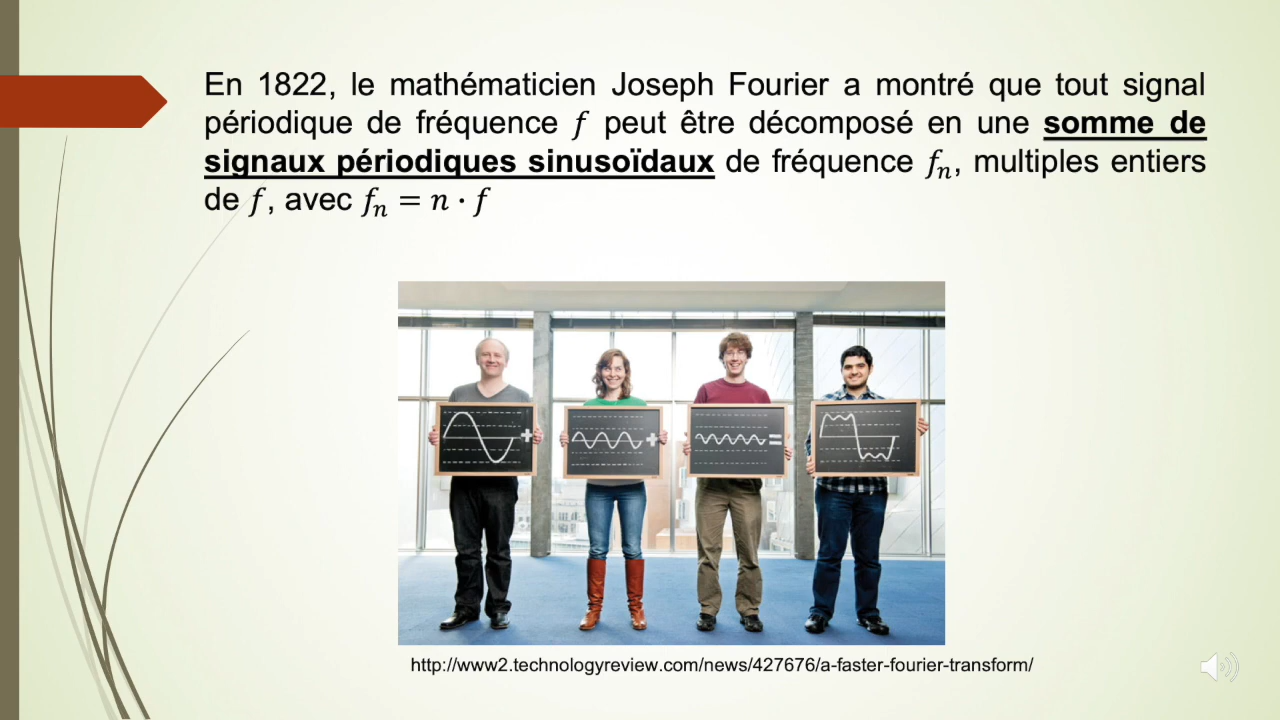 En 1822, le mathématicien Joseph Fourier a montré que tout signal
périodique de fréquence f peut être décomposé en une somme de
signaux périodiques sinusoïdaux de fréquence fₙ, multiples entiers
de f, avec fₙ = n · f
+ + =
http://www2.technologyreview.com/news/427676/a-faster-fourier-transform/